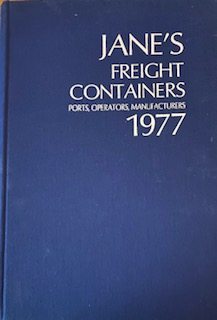 JANE'S
FREIGHT
CONTAINERS
PORTS, OPERATORS, MANUFACTURERS
1977